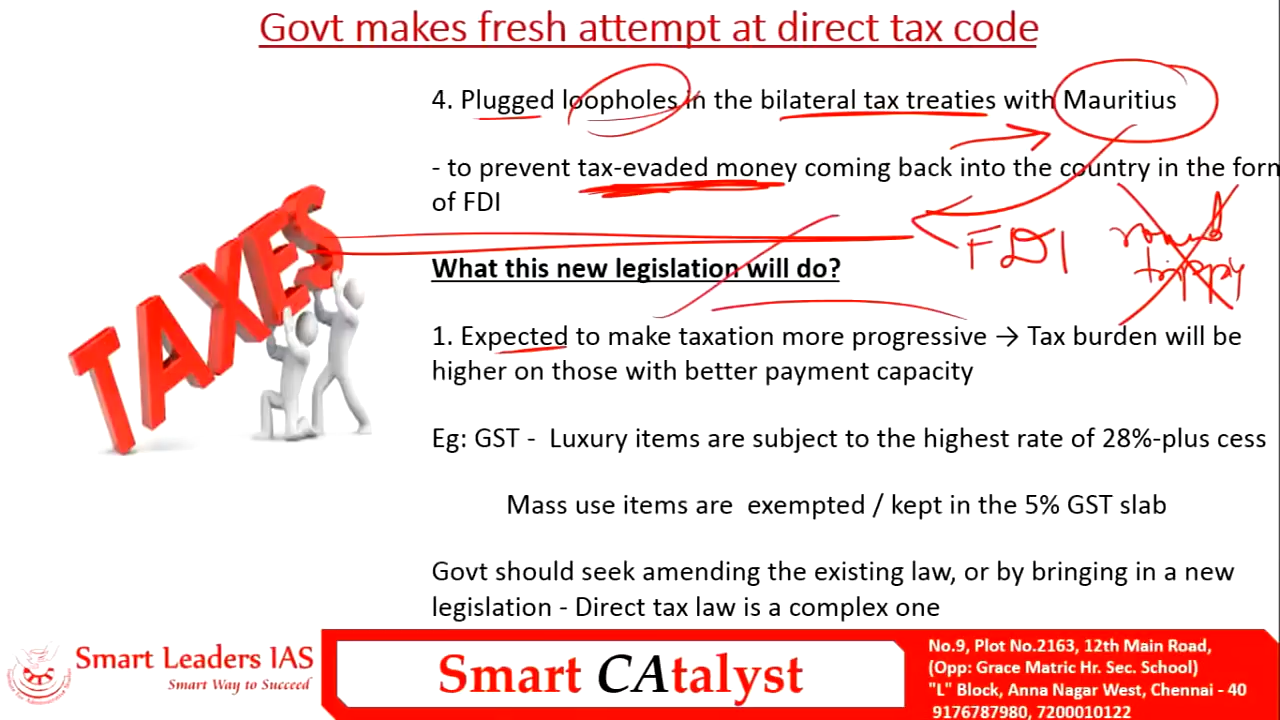 Govt makes fresh attempt at direct tax code
4. Plugged loopholes in the bilateral tax treaties with Mauritius
- to prevent tax-evaded money coming back into the country in the form
of FDI
FDI
round
tripping
TAXES
What this new legislation will do?
1. Expected to make taxation more progressive → Tax burden will be
higher on those with better payment capacity
Eg: GST - Luxury items are subject to the highest rate of 28%-plus cess
Mass use items are exempted / kept in the 5% GST slab
Govt should seek amending the existing law, or by bringing in a new
legislation - Direct tax law is a complex one
Smart Leaders IAS
Smart Way to Succeed
Smart CAtalyst
No.9, Plot No.2163, 12th Main Road,
(Opp: Grace Matric Hr. Sec. School)
"L" Block, Anna Nagar West, Chennai - 40
9176787980, 7200010122